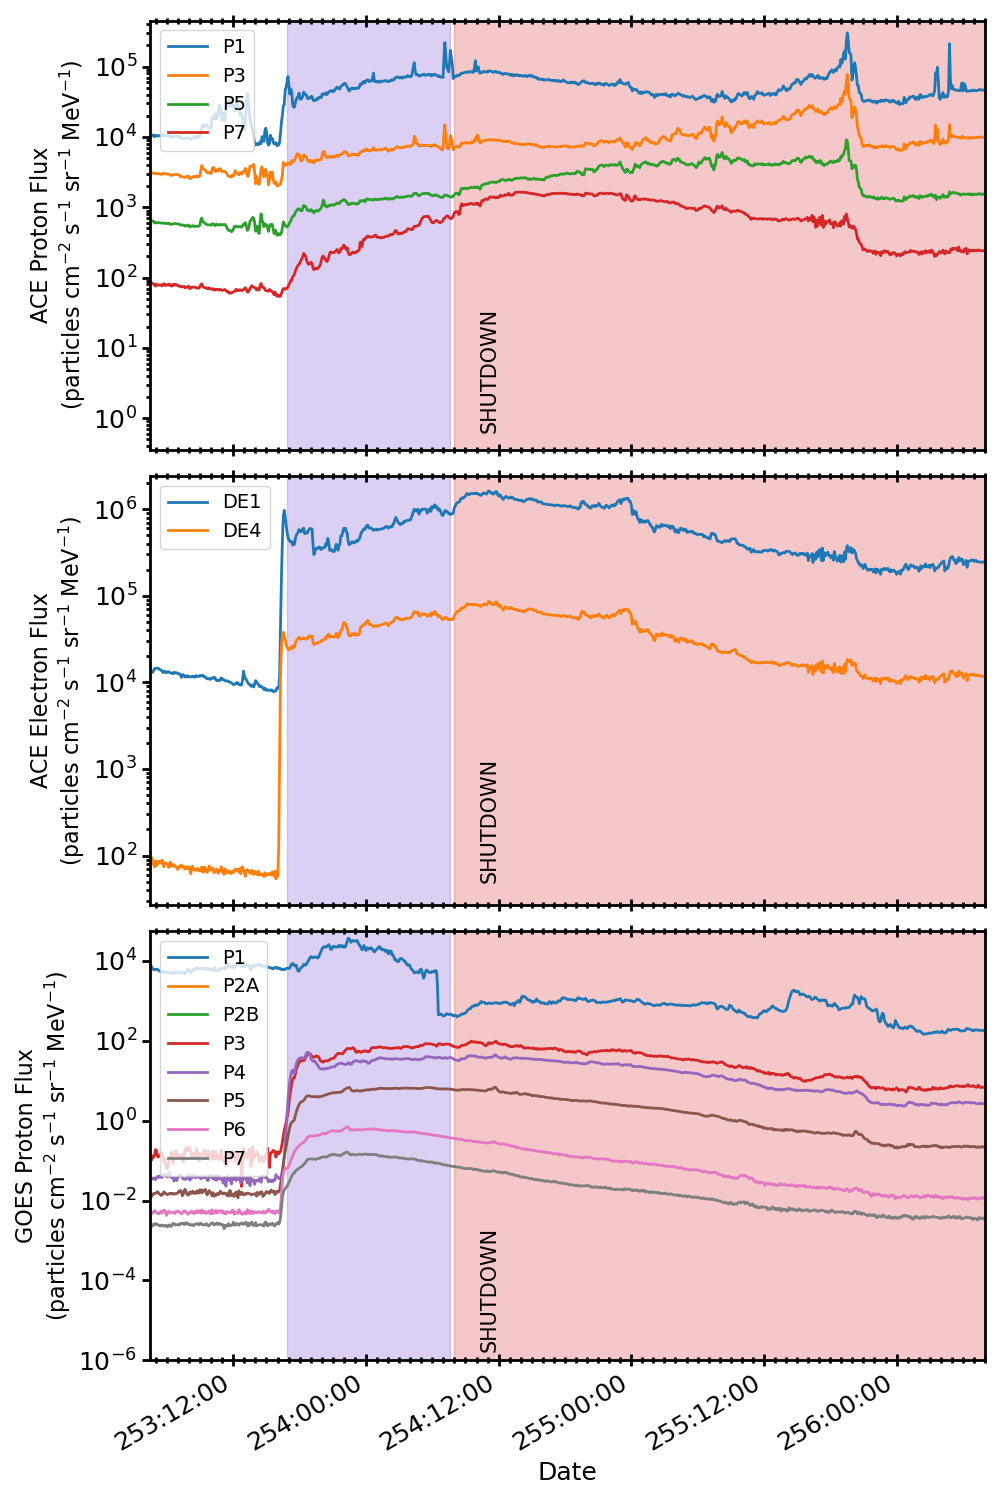 ACE Proton Flux
(particles cm⁻² s⁻¹ sr⁻¹ MeV⁻¹)
10⁵
10⁴
10³
10²
10¹
10⁰
P1
P3
P5
P7
SHUTDOWN
ACE Electron Flux
(particles cm⁻² s⁻¹ sr⁻¹ MeV⁻¹)
10⁶
10⁵
10⁴
10³
10²
DE1
DE4
SHUTDOWN
GOES Proton Flux
(particles cm⁻² s⁻¹ sr⁻¹ MeV⁻¹)
10⁴
10²
10⁰
10⁻²
10⁻⁴
10⁻⁶
P1
P2A
P2B
P3
P4
P5
P6
P7
SHUTDOWN
253:12:00
254:00:00
254:12:00
255:00:00
255:12:00
256:00:00
Date